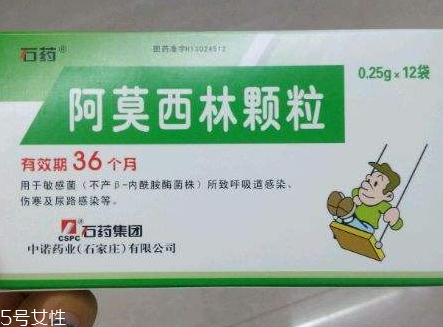 石药®
国药准字H13024512
0.25g×12袋
阿莫西林颗粒
有效期36个月
用于敏感菌（不产β-内酰胺酶菌株）所致呼吸道感染、
伤寒及尿路感染等。
CSPC 石药集团
中诺药业（石家庄）有限公司
5号女性